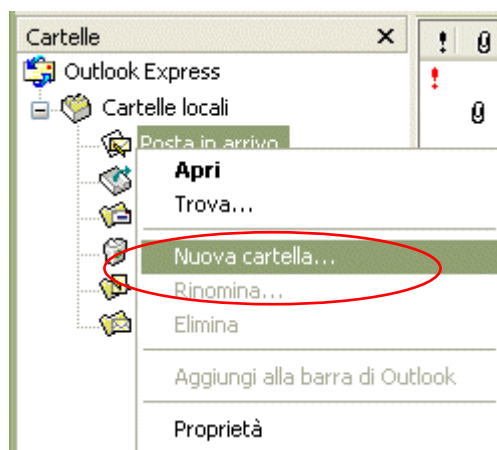 Cartelle
Outlook Express
Cartelle locali
Posta in arrivo
Apri
Trova...
Nuova cartella...
Rinomina...
Elimina
Aggiungi alla barra di Outlook
Proprietà